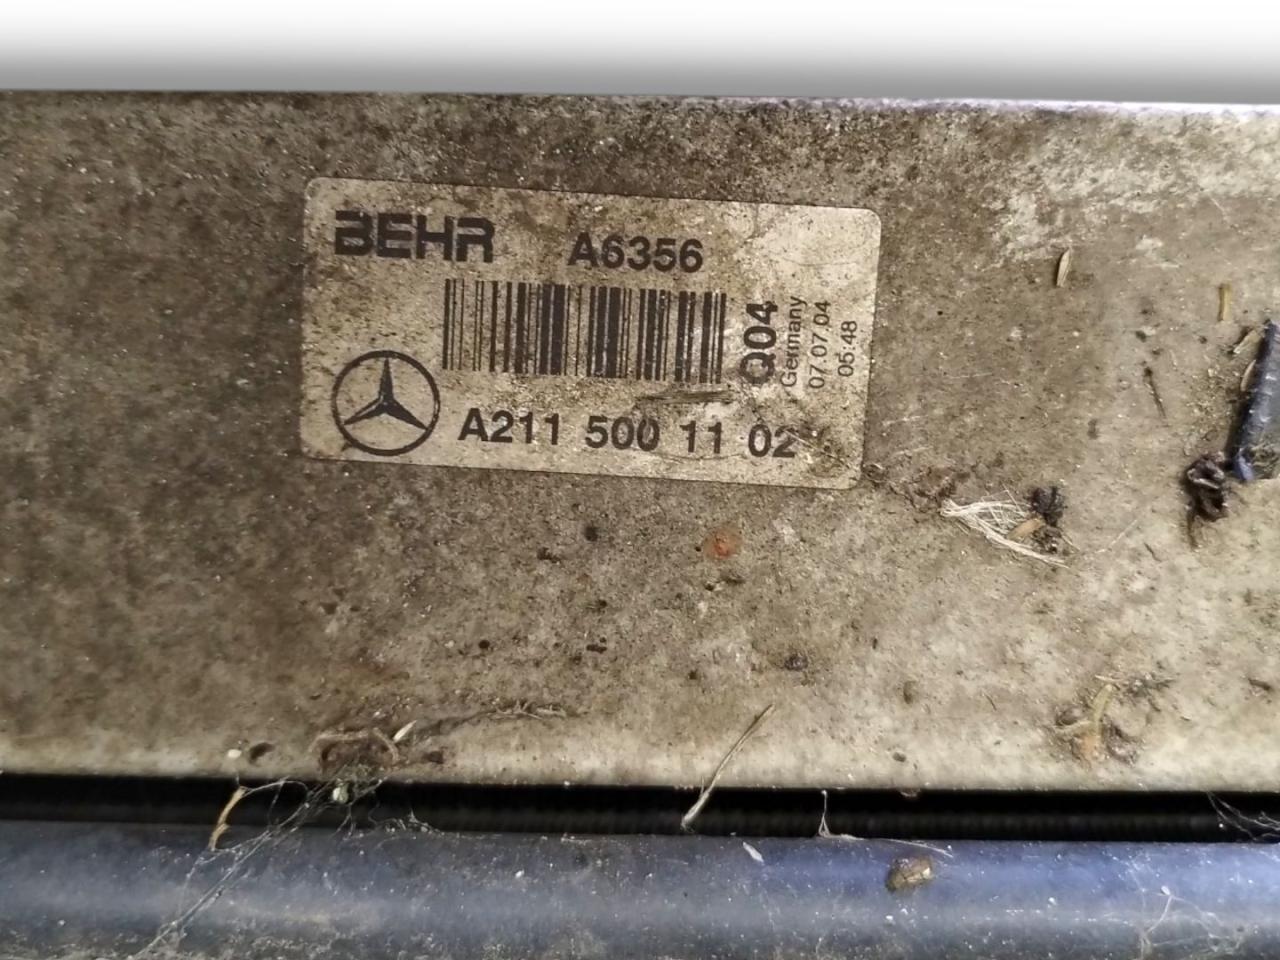 BEHR A6356
Q04
Germany
07.07.04
05:48
A211 500 11 02